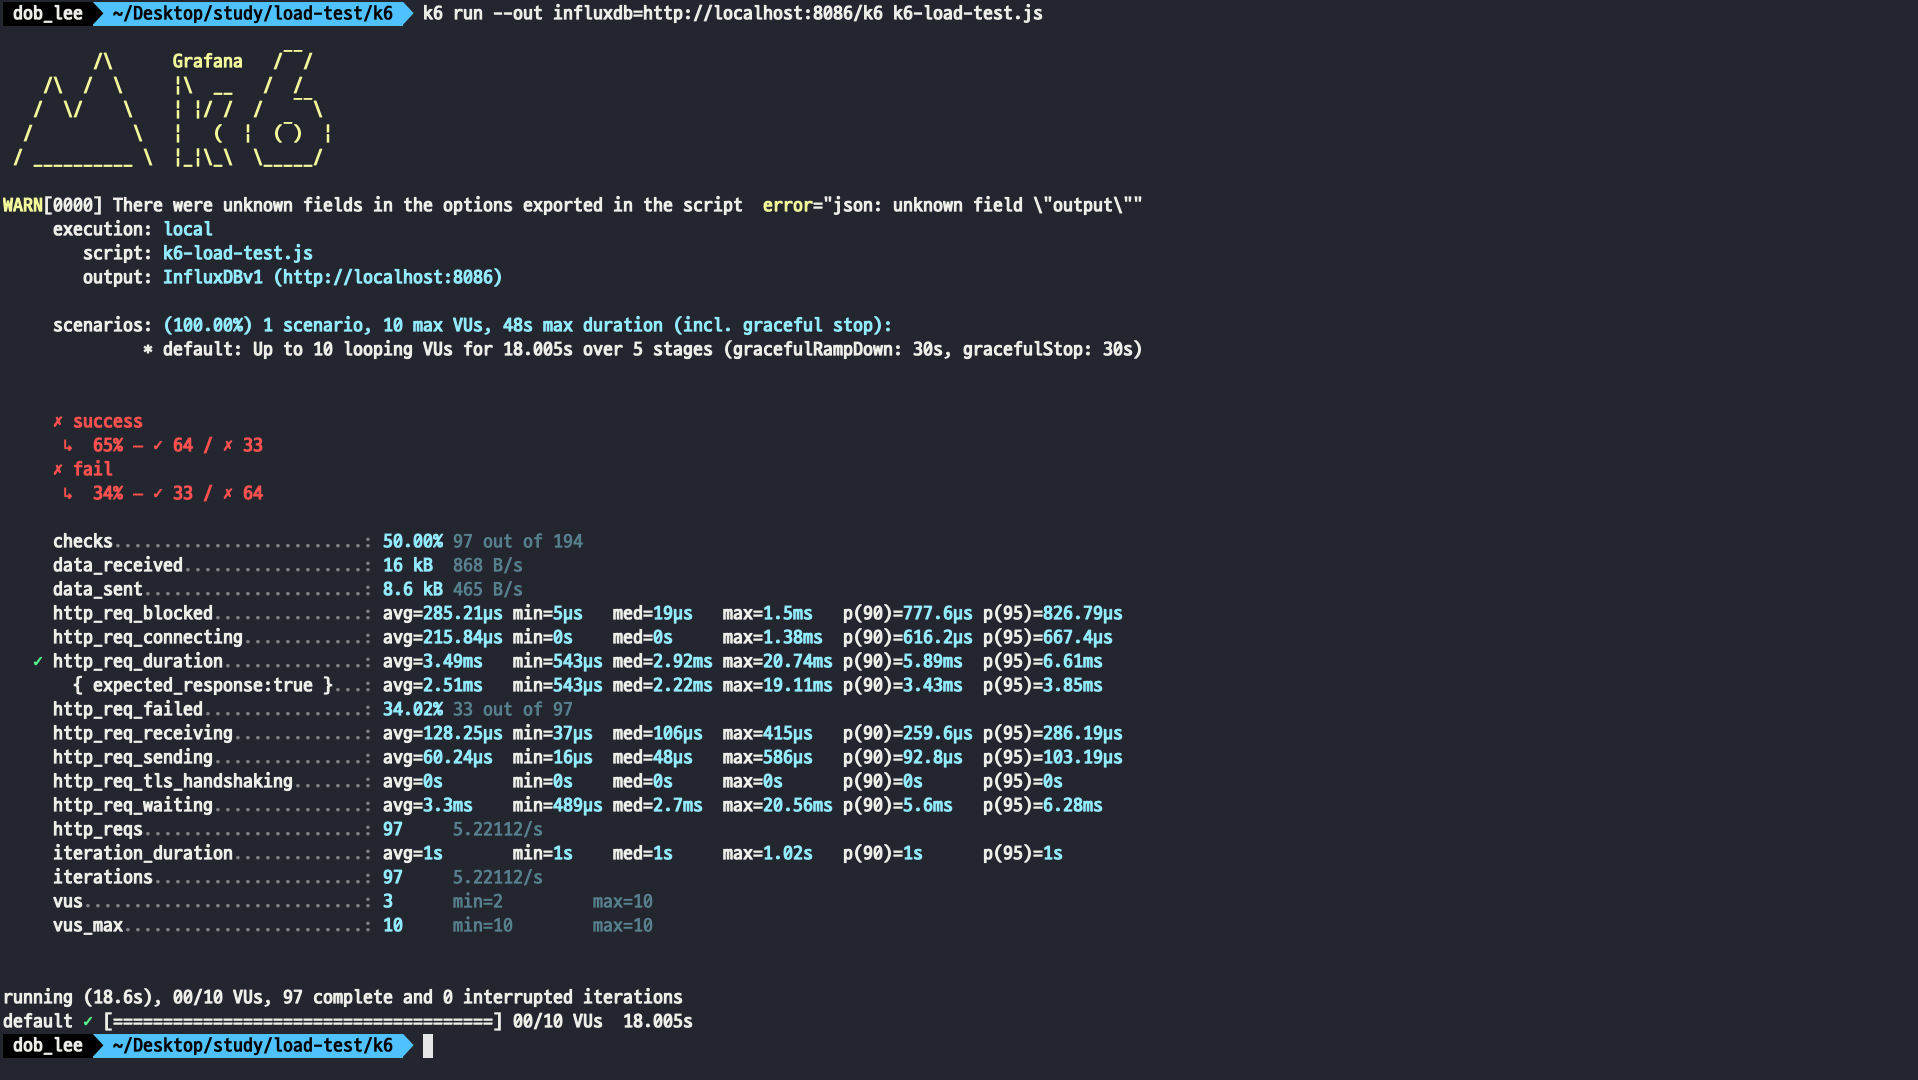 dob_lee ~/Desktop/study/load-test/k6 k6 run --out influxdb=http://localhost:8086/k6 k6-load-test.js
Grafana
WARN[0000] There were unknown fields in the options exported in the script  error="json: unknown field \"output\""
execution: local
script: k6-load-test.js
output: InfluxDBv1 (http://localhost:8086)
scenarios: (100.00%) 1 scenario, 10 max VUs, 48s max duration (incl. graceful stop):
* default: Up to 10 looping VUs for 18.005s over 5 stages (gracefulRampDown: 30s, gracefulStop: 30s)
✗ success
↳  65% — ✓ 64 / ✗ 33
✗ fail
↳  34% — ✓ 33 / ✗ 64
checks.........................: 50.00% 97 out of 194
data_received..................: 16 kB  868 B/s
data_sent......................: 8.6 kB 465 B/s
http_req_blocked...............: avg=285.21µs min=5µs   med=19µs   max=1.5ms   p(90)=777.6µs p(95)=826.79µs
http_req_connecting............: avg=215.84µs min=0s    med=0s     max=1.38ms  p(90)=616.2µs p(95)=667.4µs
✓ http_req_duration..............: avg=3.49ms   min=543µs med=2.92ms max=20.74ms p(90)=5.89ms  p(95)=6.61ms
{ expected_response:true }...: avg=2.51ms   min=543µs med=2.22ms max=19.11ms p(90)=3.43ms  p(95)=3.85ms
http_req_failed................: 34.02% 33 out of 97
http_req_receiving.............: avg=128.25µs min=37µs  med=106µs  max=415µs   p(90)=259.6µs p(95)=286.19µs
http_req_sending...............: avg=60.24µs  min=16µs  med=48µs   max=586µs   p(90)=92.8µs  p(95)=103.19µs
http_req_tls_handshaking.......: avg=0s       min=0s    med=0s     max=0s      p(90)=0s      p(95)=0s
http_req_waiting...............: avg=3.3ms    min=489µs med=2.7ms  max=20.56ms p(90)=5.6ms   p(95)=6.28ms
http_reqs......................: 97     5.22112/s
iteration_duration.............: avg=1s       min=1s    med=1s     max=1.02s   p(90)=1s      p(95)=1s
iterations.....................: 97     5.22112/s
vus............................: 3      min=2         max=10
vus_max........................: 10     min=10        max=10
running (18.6s), 00/10 VUs, 97 complete and 0 interrupted iterations
default ✓ [======================================] 00/10 VUs  18.005s
dob_lee ~/Desktop/study/load-test/k6